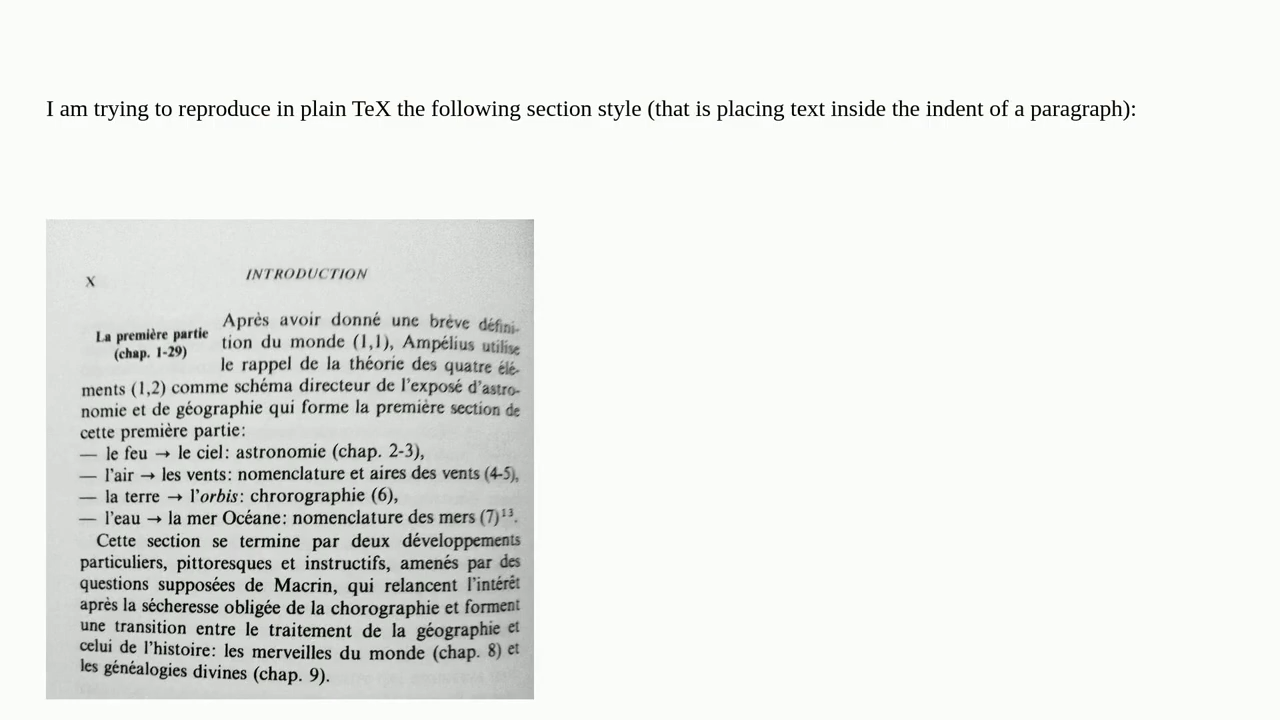 I am trying to reproduce in plain TeX the following section style (that is placing text inside the indent of a paragraph):
X
INTRODUCTION
La première partie
(chap. 1-29)
Après avoir donné une brève défini-
tion du monde (1,1), Ampélius utilise
le rappel de la théorie des quatre élé-
ments (1,2) comme schéma directeur de l'exposé d'astro-
nomie et de géographie qui forme la première section de
cette première partie:
— le feu → le ciel: astronomie (chap. 2-3),
— l'air → les vents: nomenclature et aires des vents (4-5),
— la terre → l'orbis: chrorographie (6),
— l'eau → la mer Océane: nomenclature des mers (7)¹³.
Cette section se termine par deux développements
particuliers, pittoresques et instructifs, amenés par des
questions supposées de Macrin, qui relancent l'intérêt
après la sécheresse obligée de la chorographie et forment
une transition entre le traitement de la géographie et
celui de l'histoire: les merveilles du monde (chap. 8) et
les généalogies divines (chap. 9).